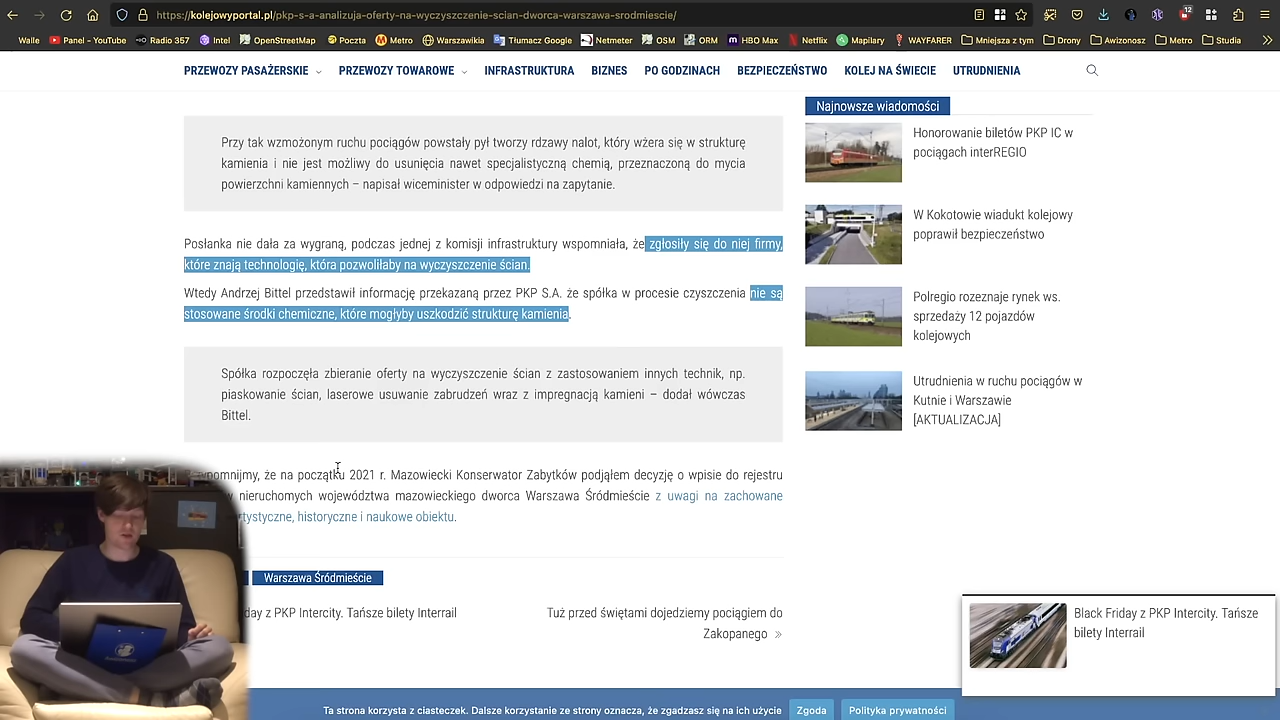 https://kolejowyportal.pl/pkp-s-a-analizuja-oferty-na-wyczyszczenie-scian-dworca-warszawa-srodmiescie/
12
Walle Panel – YouTube Radio 357 Intel OpenStreetMap Poczta Metro Warszawikia Tłumacz Google Netmeter OSM ORM HBO Max Netflix Mapilary WAYFARER Mniejsza z tym Drony Awizonosz Metro Studia
PRZEWOZY PASAŻERSKIE PRZEWOZY TOWAROWE INFRASTRUKTURA BIZNES PO GODZINACH BEZPIECZEŃSTWO KOLEJ NA ŚWIECIE UTRUDNIENIA
Przy tak wzmożonym ruchu pociągów powstały pył tworzy rdzawy nalot, który wżera się w strukturę
kamienia i nie jest możliwy do usunięcia nawet specjalistyczną chemią, przeznaczoną do mycia
powierzchni kamiennych – napisał wiceminister w odpowiedzi na zapytanie.
Posłanka nie dała za wygraną, podczas jednej z komisji infrastruktury wspomniała, że zgłosiły się do niej firmy,
które znają technologię, która pozwoliłaby na wyczyszczenie ścian.
Wtedy Andrzej Bittel przedstawił informację przekazaną przez PKP S.A. że spółka w procesie czyszczenia nie są
stosowane środki chemiczne, które mogłyby uszkodzić strukturę kamienia.
Spółka rozpoczęła zbieranie oferty na wyczyszczenie ścian z zastosowaniem innych technik, np.
piaskowanie ścian, laserowe usuwanie zabrudzeń wraz z impregnacją kamieni – dodał wówczas
Bittel.
pomnijmy, że na początku 2021 r. Mazowiecki Konserwator Zabytków podjąłem decyzję o wpisie do rejestru
w nieruchomych województwa mazowieckiego dworca Warszawa Śródmieście z uwagi na zachowane
rtystyczne, historyczne i naukowe obiektu.
Warszawa Śródmieście
day z PKP Intercity. Tańsze bilety Interrail
Tuż przed świętami dojedziemy pociągiem do
Zakopanego »
Najnowsze wiadomości
Honorowanie biletów PKP IC w
pociągach interREGIO
W Kokotowie wiadukt kolejowy
poprawił bezpieczeństwo
Polregio rozeznaje rynek ws.
sprzedaży 12 pojazdów
kolejowych
Utrudnienia w ruchu pociągów w
Kutnie i Warszawie
[AKTUALIZACJA]
Black Friday z PKP Intercity. Tańsze
bilety Interrail
Ta strona korzysta z ciasteczek. Dalsze korzystanie ze strony oznacza, że zgadzasz się na ich użycie
Zgoda
Polityka prywatności